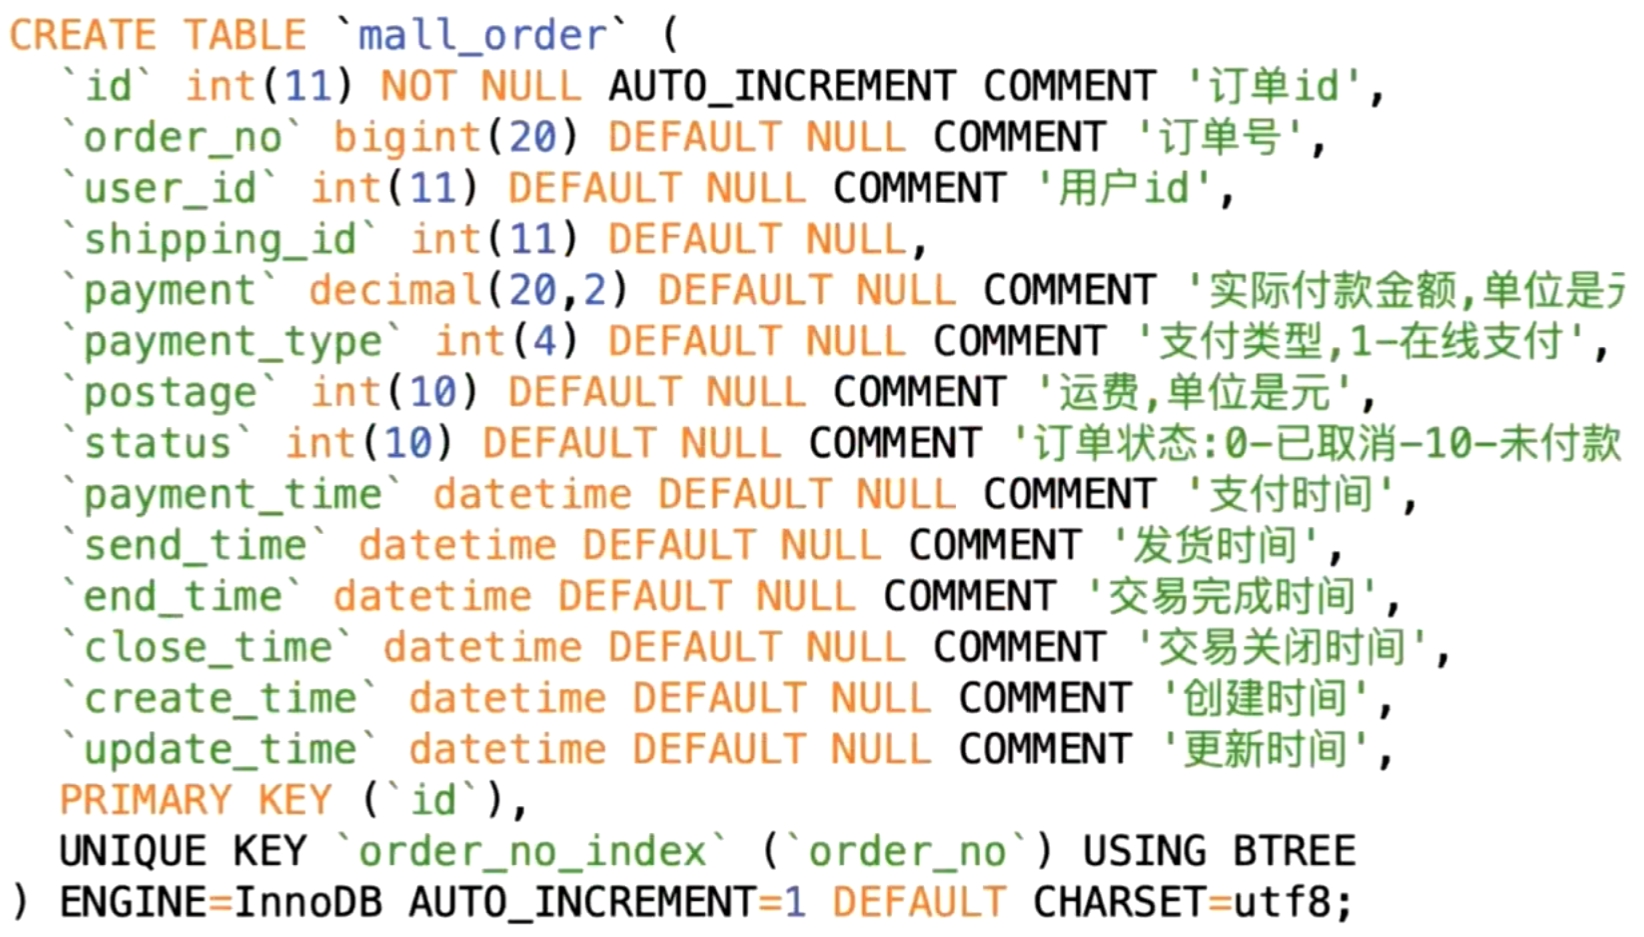 CREATE TABLE `mall_order` (
  `id` int(11) NOT NULL AUTO_INCREMENT COMMENT '订单id',
  `order_no` bigint(20) DEFAULT NULL COMMENT '订单号',
  `user_id` int(11) DEFAULT NULL COMMENT '用户id',
  `shipping_id` int(11) DEFAULT NULL,
  `payment` decimal(20,2) DEFAULT NULL COMMENT '实际付款金额,单位是
  `payment_type` int(4) DEFAULT NULL COMMENT '支付类型,1-在线支付',
  `postage` int(10) DEFAULT NULL COMMENT '运费,单位是元',
  `status` int(10) DEFAULT NULL COMMENT '订单状态:0-已取消-10-未付款
  `payment_time` datetime DEFAULT NULL COMMENT '支付时间',
  `send_time` datetime DEFAULT NULL COMMENT '发货时间',
  `end_time` datetime DEFAULT NULL COMMENT '交易完成时间',
  `close_time` datetime DEFAULT NULL COMMENT '交易关闭时间',
  `create_time` datetime DEFAULT NULL COMMENT '创建时间',
  `update_time` datetime DEFAULT NULL COMMENT '更新时间',
  PRIMARY KEY (`id`),
  UNIQUE KEY `order_no_index` (`order_no`) USING BTREE
) ENGINE=InnoDB AUTO_INCREMENT=1 DEFAULT CHARSET=utf8;